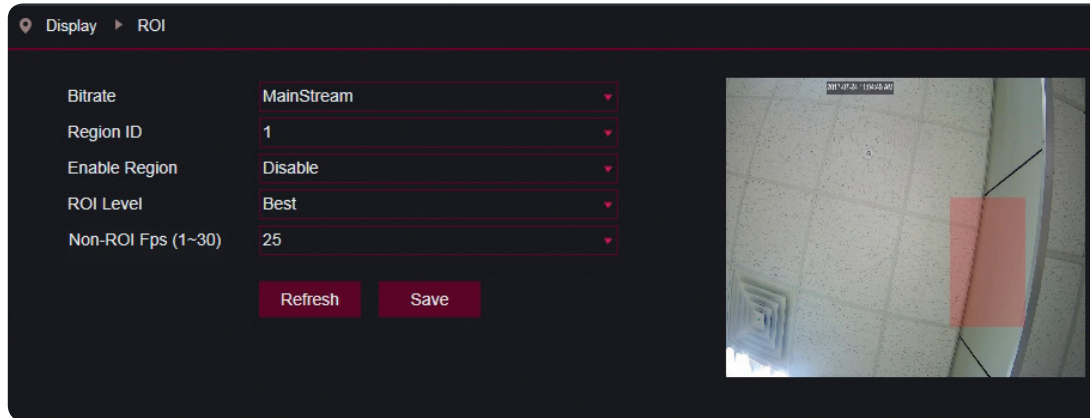 Display ROI
Bitrate MainStream
Region ID 1
Enable Region Disable
ROI Level Best
Non-ROI Fps (1~30) 25
Refresh Save